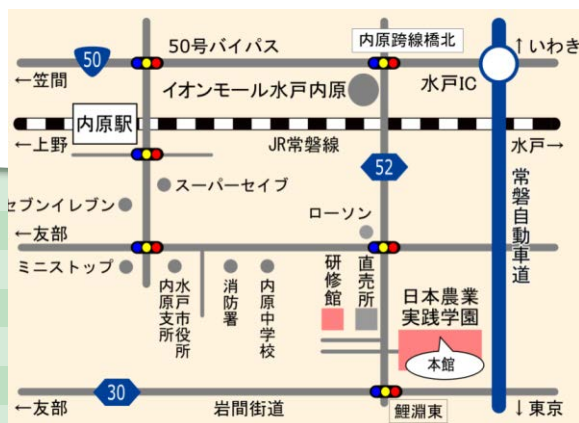 50号バイパス
内原跨線橋北
↑いわき
50
←笠間
イオンモール水戸内原
水戸IC
内原駅
←上野
JR常磐線
水戸→
52
スーパーセイブ
セブンイレブン
ローソン
常磐自動車道
←友部
ミニストップ
水戸市役所
内原支所
消防署
内原中学校
研修館
直売所
日本農業
実践学園
本館
30
←友部
岩間街道
鯉淵東
↓東京